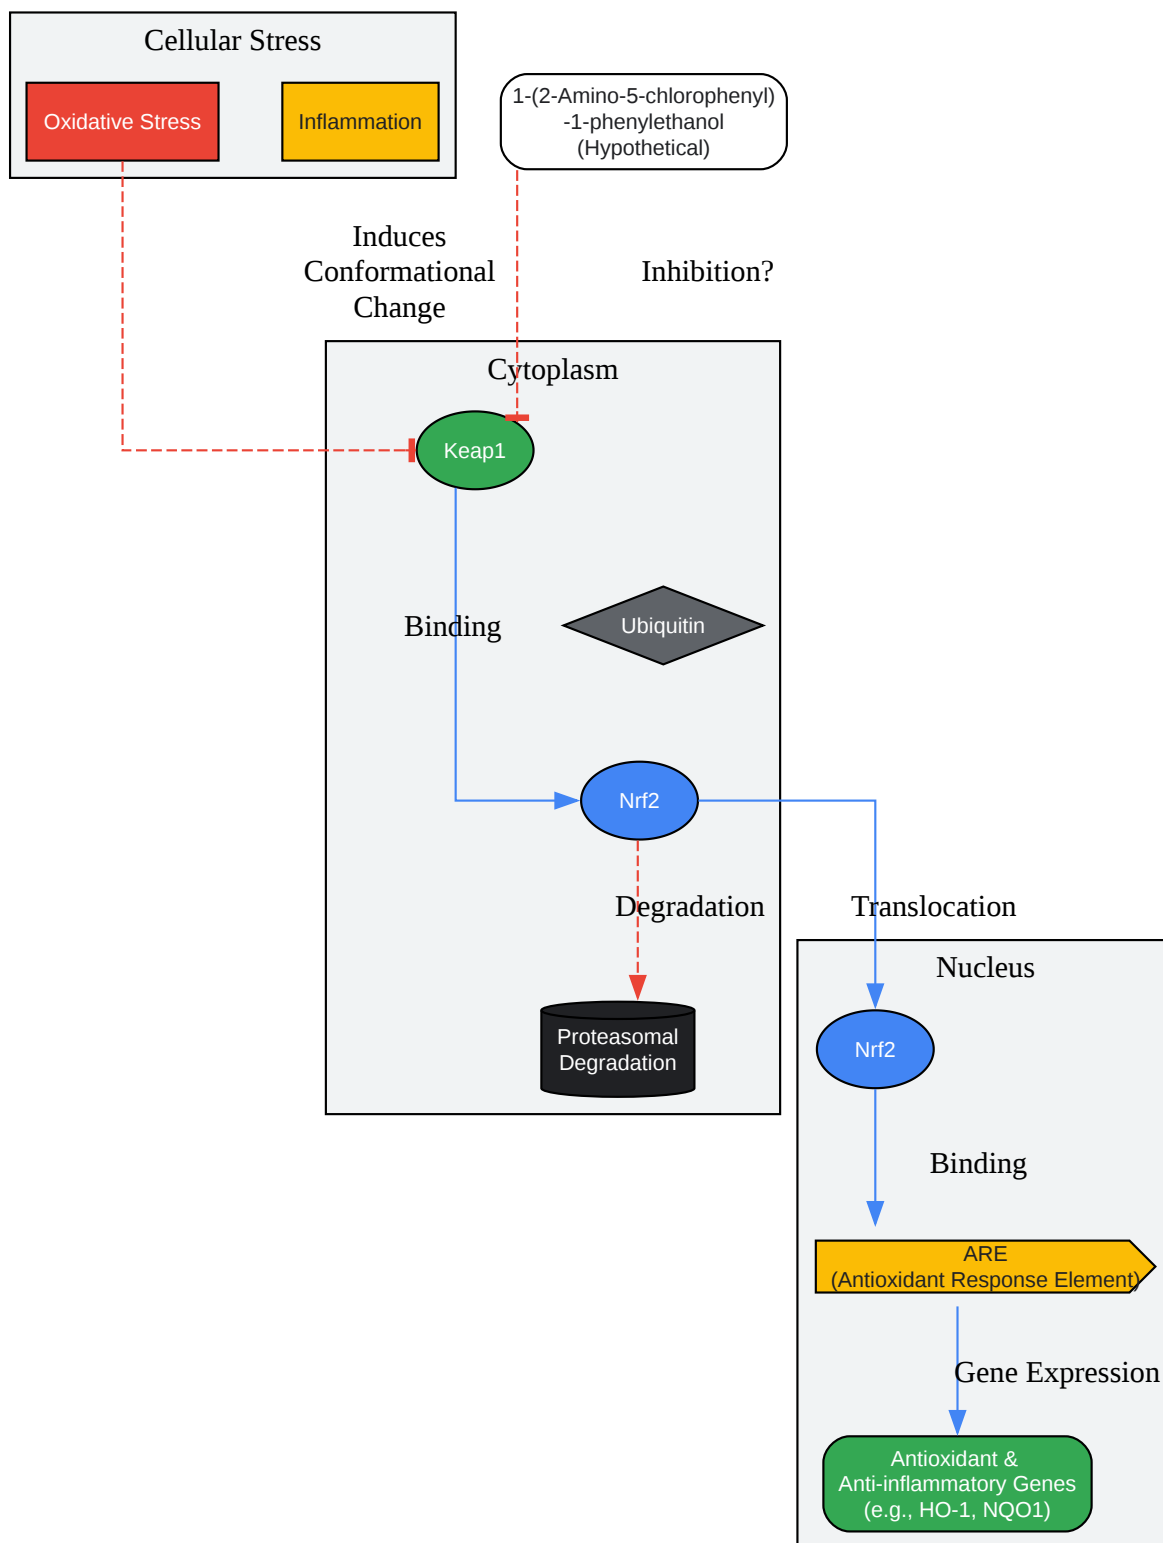 Cellular Stress
Oxidative Stress
Inflammation
1-(2-Amino-5-chlorophenyl)
-1-phenylethanol
(Hypothetical)
Induces
Conformational
Change
Inhibition?
Cytoplasm
Keap1
Binding
Ubiquitin
Nrf2
Degradation
Translocation
Proteasomal
Degradation
Nucleus
Nrf2
Binding
ARE
(Antioxidant Response Element)
Gene Expression
Antioxidant &
Anti-inflammatory Genes
(e.g., HO-1, NQO1)